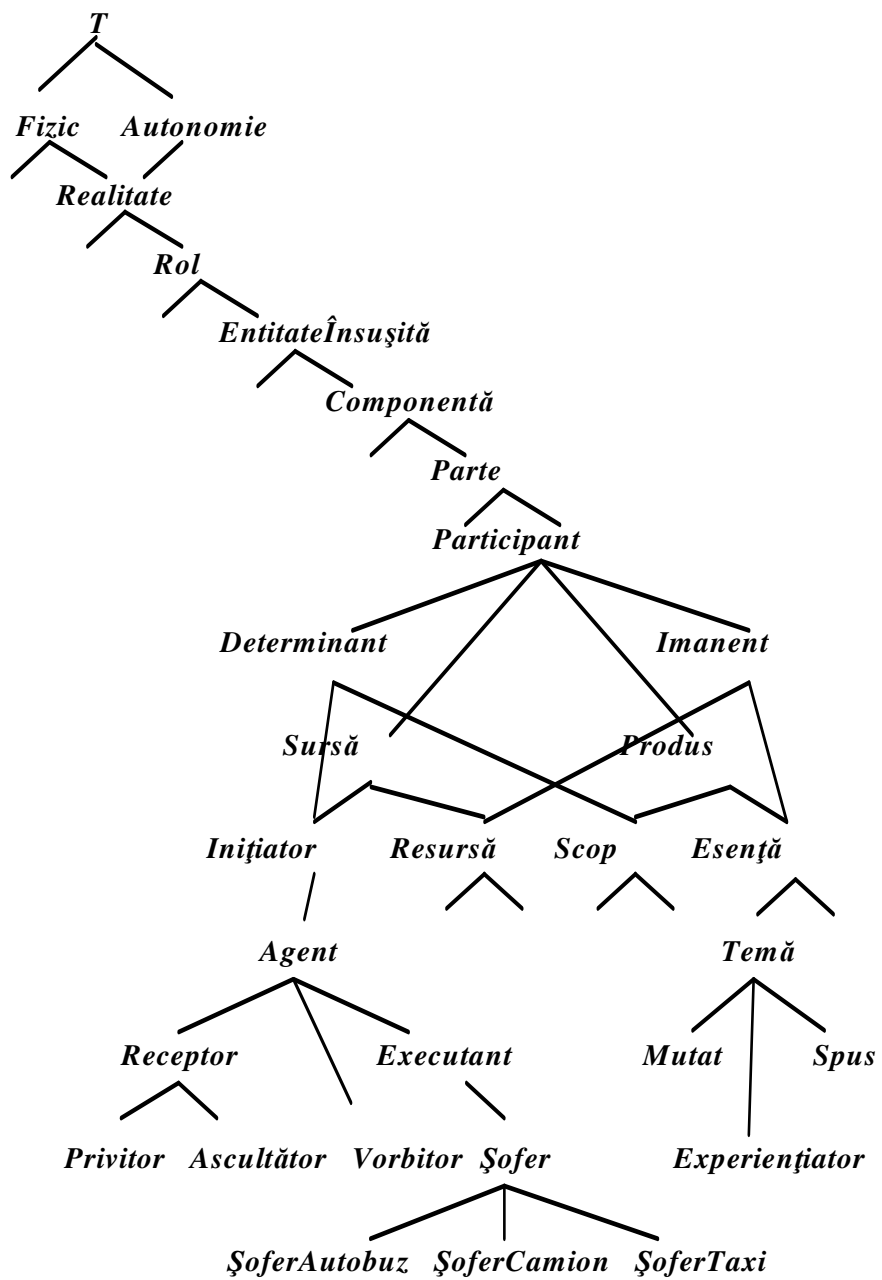 T
Fizic Autonomie
Realitate
Rol
EntitateÎnsuşită
Componentă
Parte
Participant
Determinant Imanent
Sursă Produs
Iniţiator Resursă Scop Esenţă
Agent Temă
Receptor Executant Mutat Spus
Privitor Ascultător Vorbitor Şofer Experienţiator
ŞoferAutobuz ŞoferCamion ŞoferTaxi